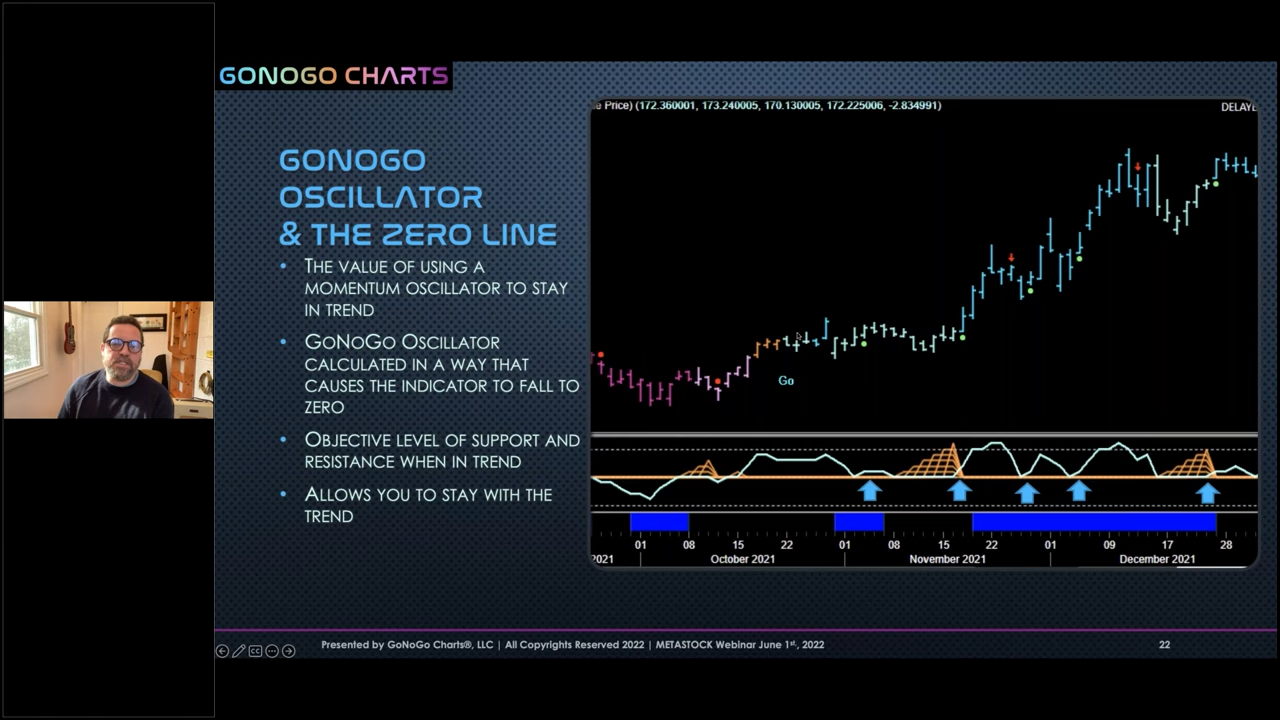 GONOGO CHARTS
GONOGO
OSCILLATOR
& THE ZERO LINE
• THE VALUE OF USING A
MOMENTUM OSCILLATOR TO STAY
IN TREND
• GONOGO OSCILLATOR
CALCULATED IN A WAY THAT
CAUSES THE INDICATOR TO FALL TO
ZERO
• OBJECTIVE LEVEL OF SUPPORT AND
RESISTANCE WHEN IN TREND
• ALLOWS YOU TO STAY WITH THE
TREND
e Price) (172.360001, 173.240005, 170.130005, 172.225006, -2.834991)
DELAYE
Go
01 08 15 22 01 08 15 22 01 09 17 28
2021 October 2021 November 2021 December 2021
Presented by GoNoGo Charts®, LLC | All Copyrights Reserved 2022 | METASTOCK Webinar June 1st, 2022
22
CC